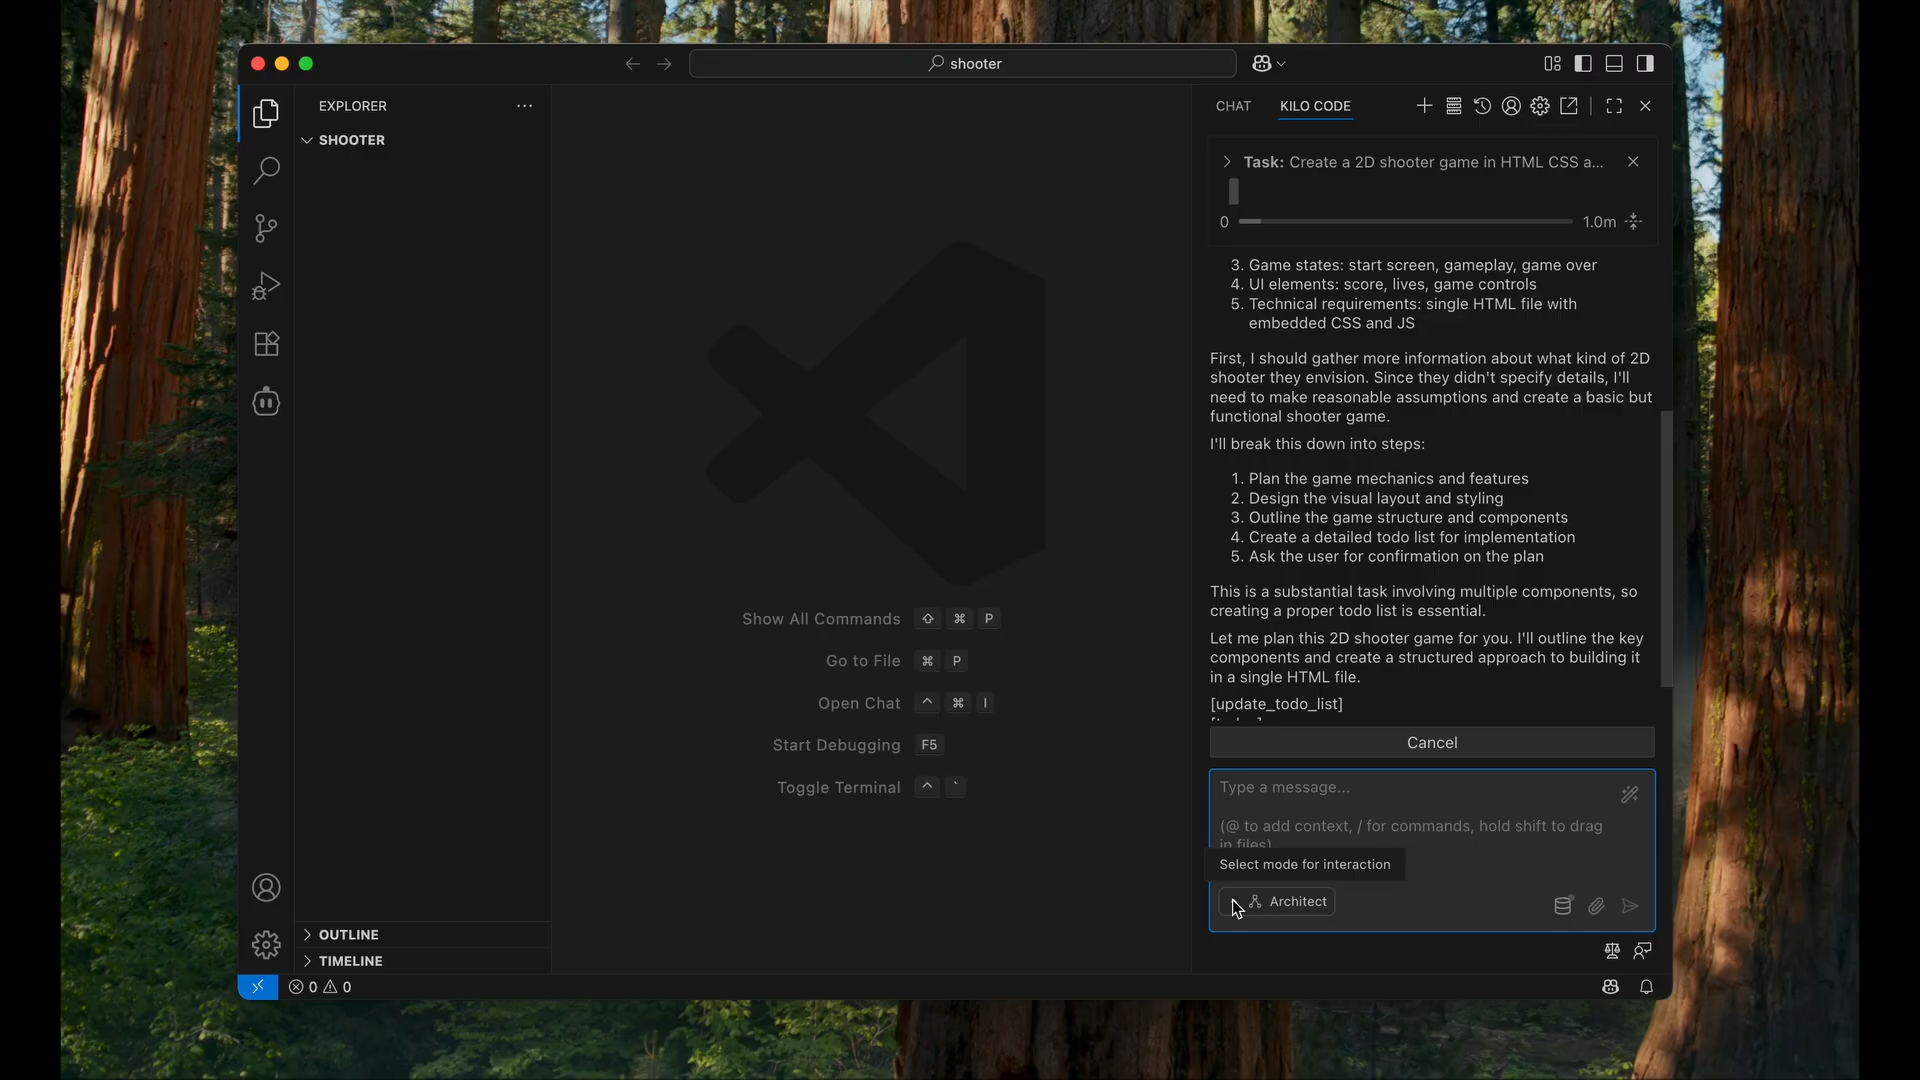 shooter
EXPLORER
SHOOTER
OUTLINE
TIMELINE
0 0
Show All Commands ⇧ ⌘ P
Go to File ⌘ P
Open Chat ^ ⌘ I
Start Debugging F5
Toggle Terminal ^ `
CHAT KILO CODE
Task: Create a 2D shooter game in HTML CSS a...
0 1.0m
3. Game states: start screen, gameplay, game over
4. UI elements: score, lives, game controls
5. Technical requirements: single HTML file with
embedded CSS and JS
First, I should gather more information about what kind of 2D
shooter they envision. Since they didn't specify details, I'll
need to make reasonable assumptions and create a basic but
functional shooter game.
I'll break this down into steps:
1. Plan the game mechanics and features
2. Design the visual layout and styling
3. Outline the game structure and components
4. Create a detailed todo list for implementation
5. Ask the user for confirmation on the plan
This is a substantial task involving multiple components, so
creating a proper todo list is essential.
Let me plan this 2D shooter game for you. I'll outline the key
components and create a structured approach to building it
in a single HTML file.
[update_todo_list]
Cancel
Type a message...
(@ to add context, / for commands, hold shift to drag
in files)
Select mode for interaction
Architect